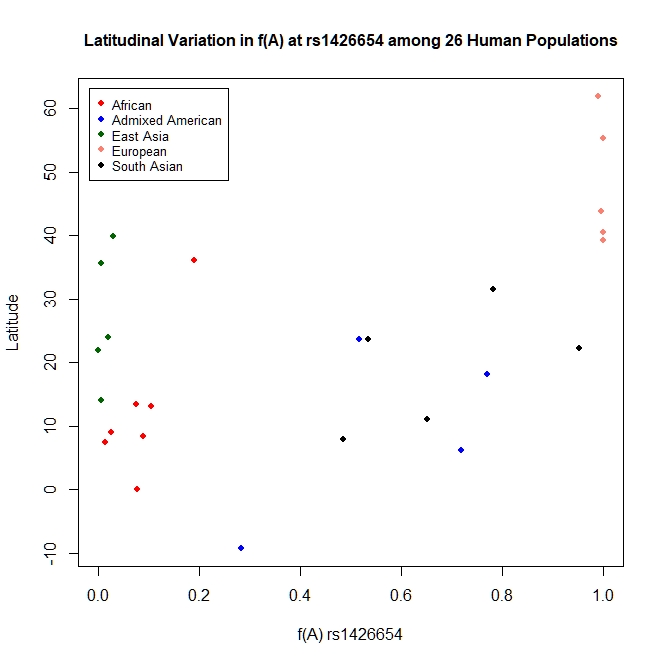 Latitudinal Variation in f(A) at rs1426654 among 26 Human Populations
African
Admixed American
East Asia
European
South Asian
60
50
40
30
20
10
0
-10
Latitude
0.0 0.2 0.4 0.6 0.8 1.0
f(A) rs1426654